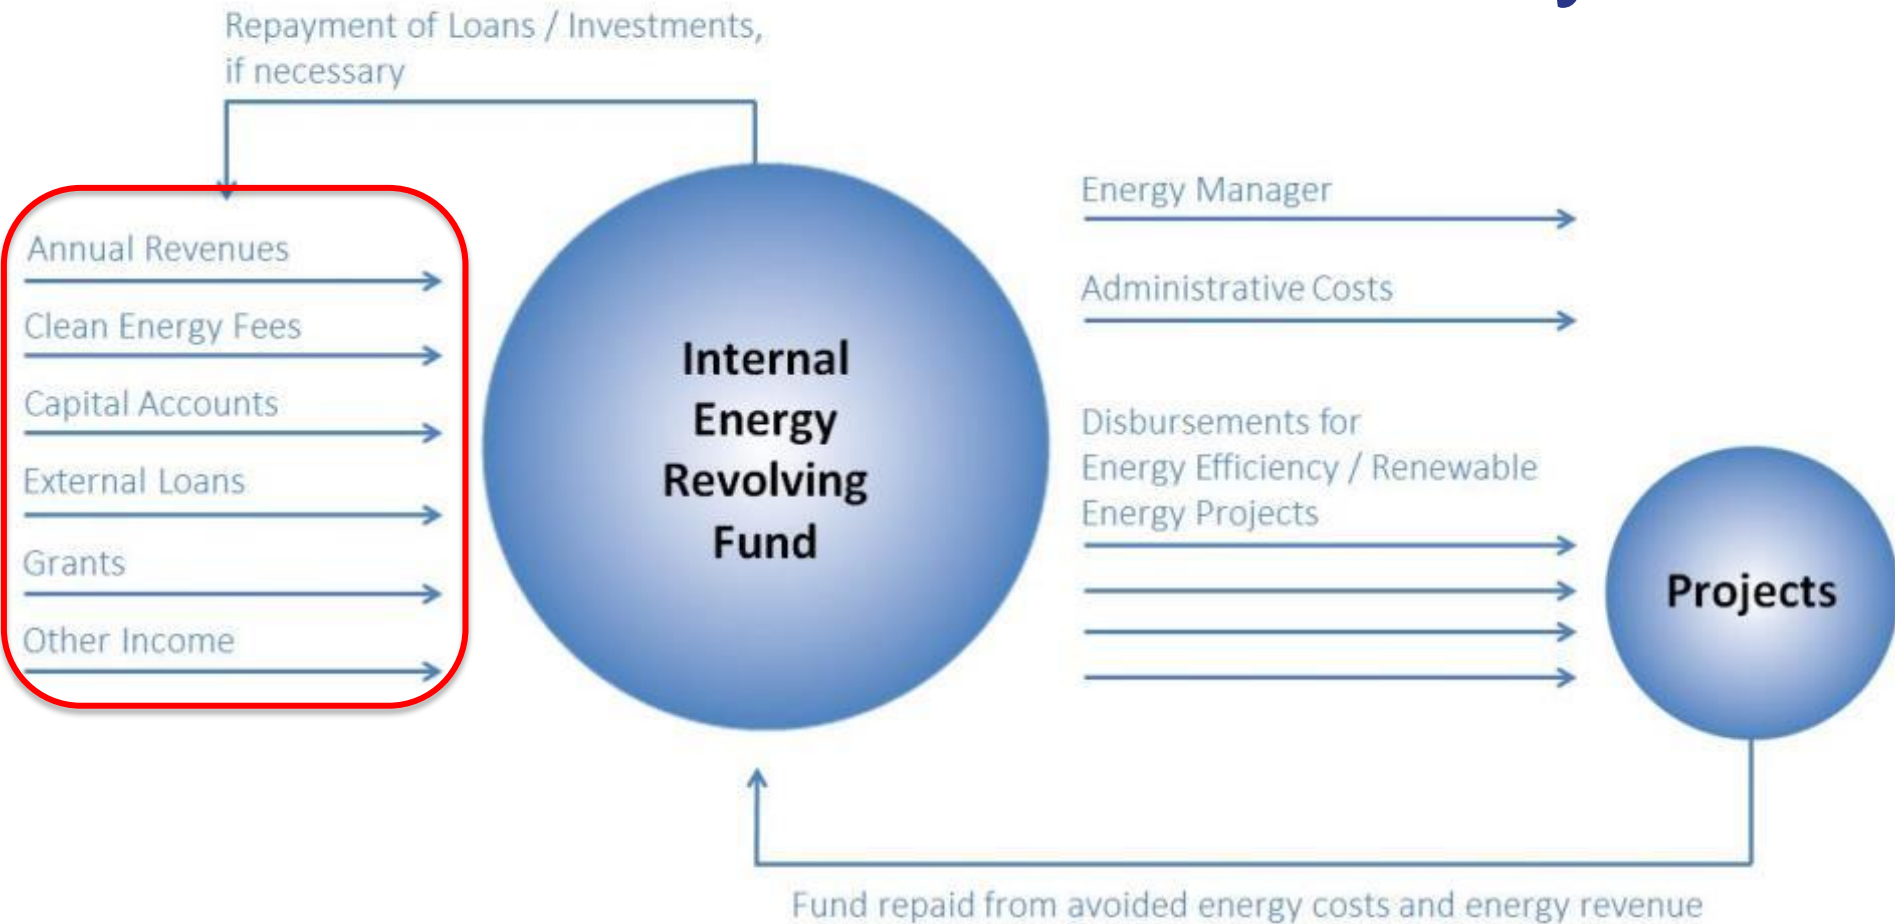 Repayment of Loans / Investments,
if necessary
Annual Revenues
Clean Energy Fees
Capital Accounts
External Loans
Grants
Other Income
Internal
Energy
Revolving
Fund
Energy Manager
Administrative Costs
Disbursements for
Energy Efficiency / Renewable
Energy Projects
Projects
Fund repaid from avoided energy costs and energy revenue